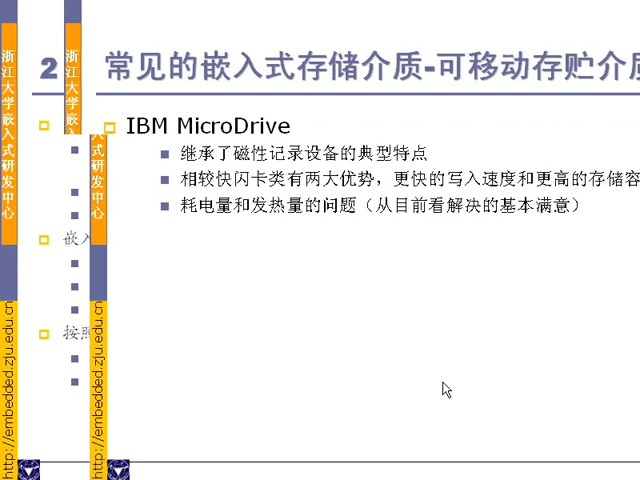 2 常见的嵌入式存储介质-可移动存贮介质
IBM MicroDrive
继承了磁性记录设备的典型特点
相较快闪卡类有两大优势，更快的写入速度和更高的存储容
耗电量和发热量的问题（从目前看解决的基本满意）
嵌入
按照
浙江大学嵌入式研发中心
http://embedded.zju.edu.cn
浙江大学嵌入
式研发中心
http://embedded.zju.edu.cn